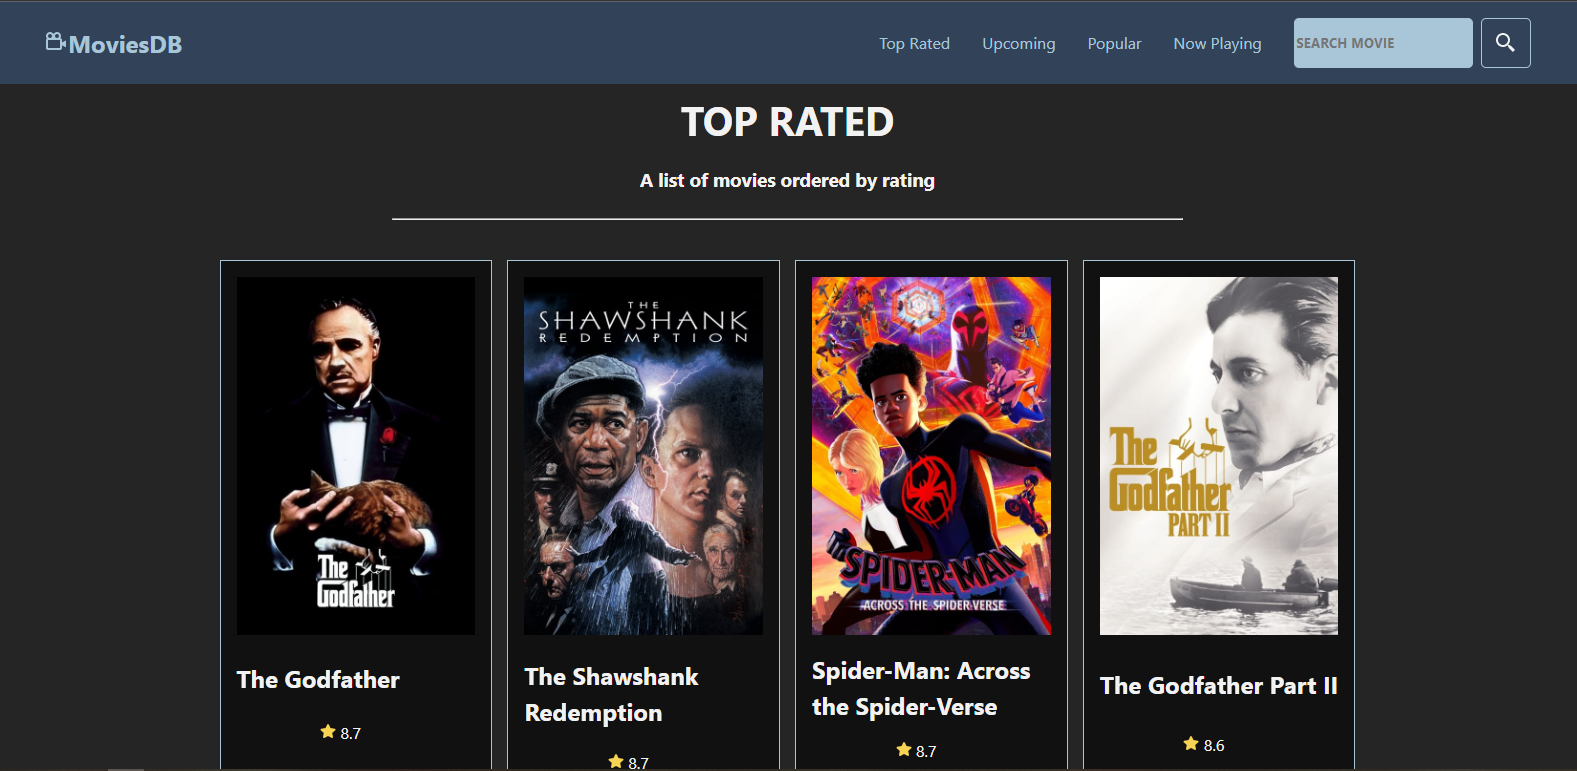 MoviesDB
Top Rated
Upcoming
Popular
Now Playing
SEARCH MOVIE
TOP RATED
A list of movies ordered by rating
The
Godfather
THE
SHAWSHANK
REDEMPTION
SPIDER-MAN
ACROSS THE SPIDER-VERSE
The
Godfather
PART II
The Godfather
8.7
The Shawshank
Redemption
8.7
Spider-Man: Across
the Spider-Verse
8.7
The Godfather Part II
8.6